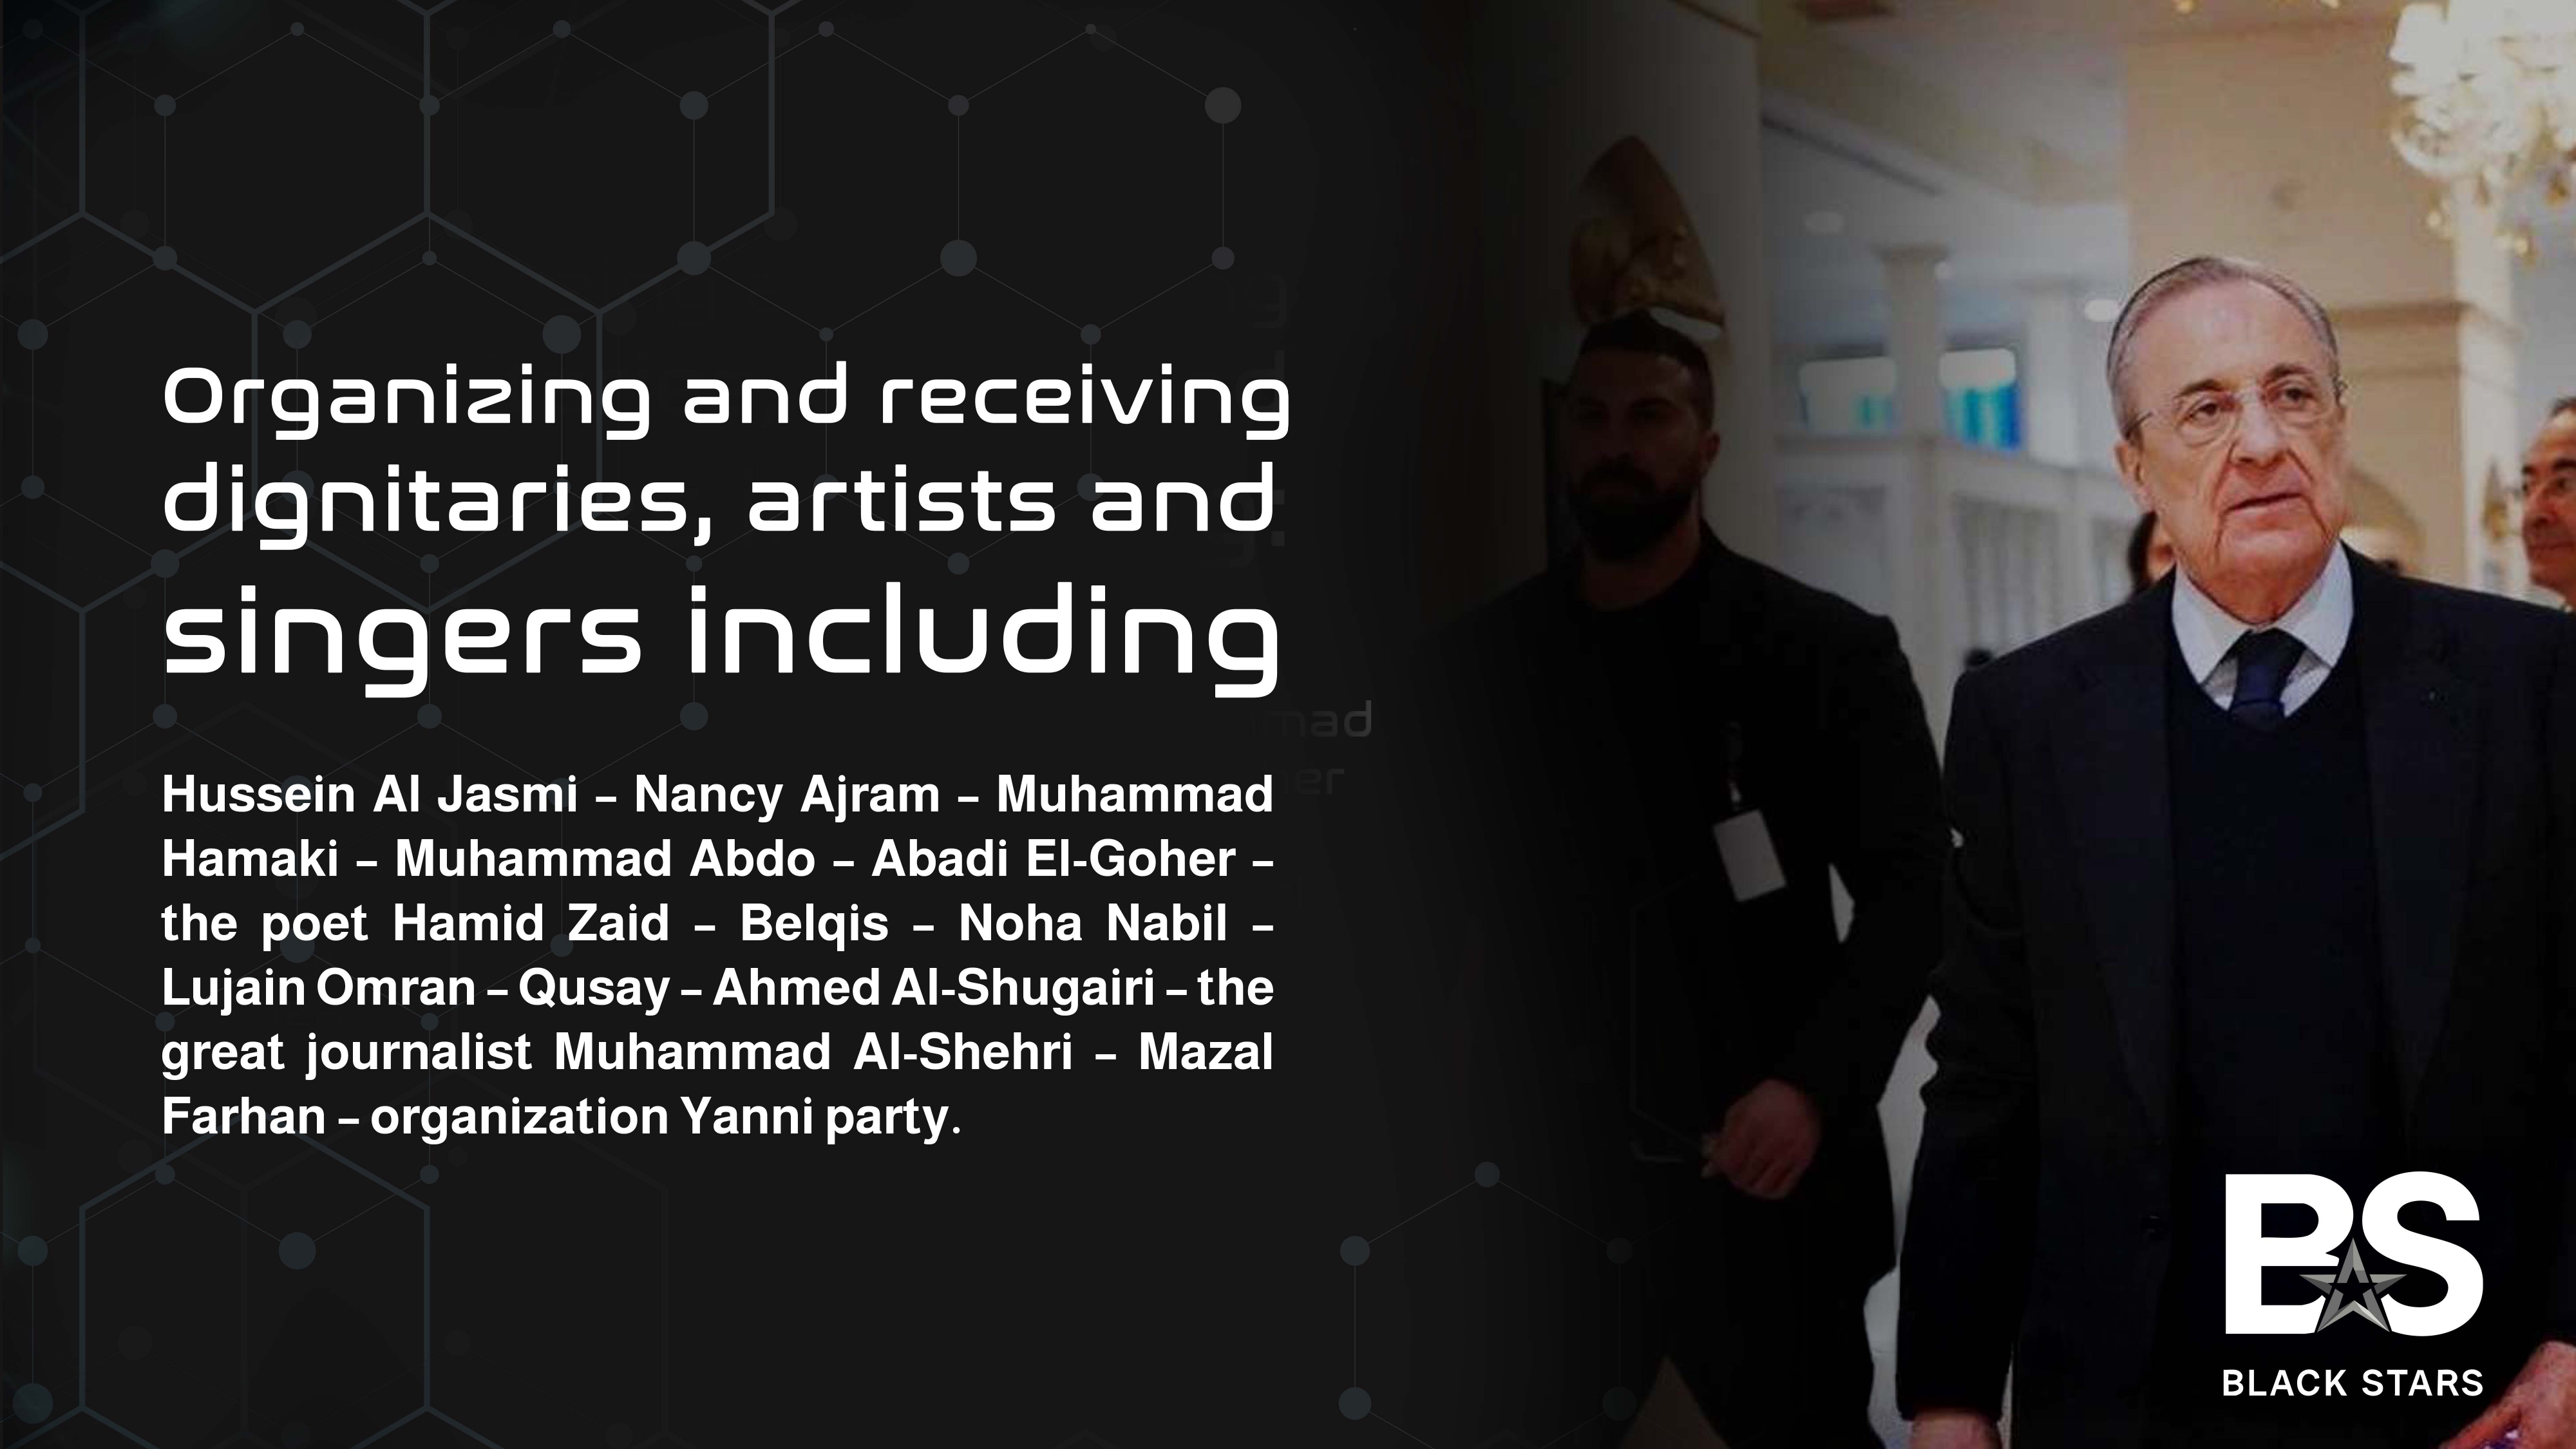 Organizing and receiving
dignitaries, artists and
singers including
Hussein Al Jasmi – Nancy Ajram – Muhammad
Hamaki – Muhammad Abdo – Abadi El-Goher –
the poet Hamid Zaid – Belqis – Noha Nabil –
Lujain Omran – Qusay – Ahmed Al-Shugairi – the
great journalist Muhammad Al-Shehri – Mazal
Farhan – organization Yanni party.
BS
BLACK STARS